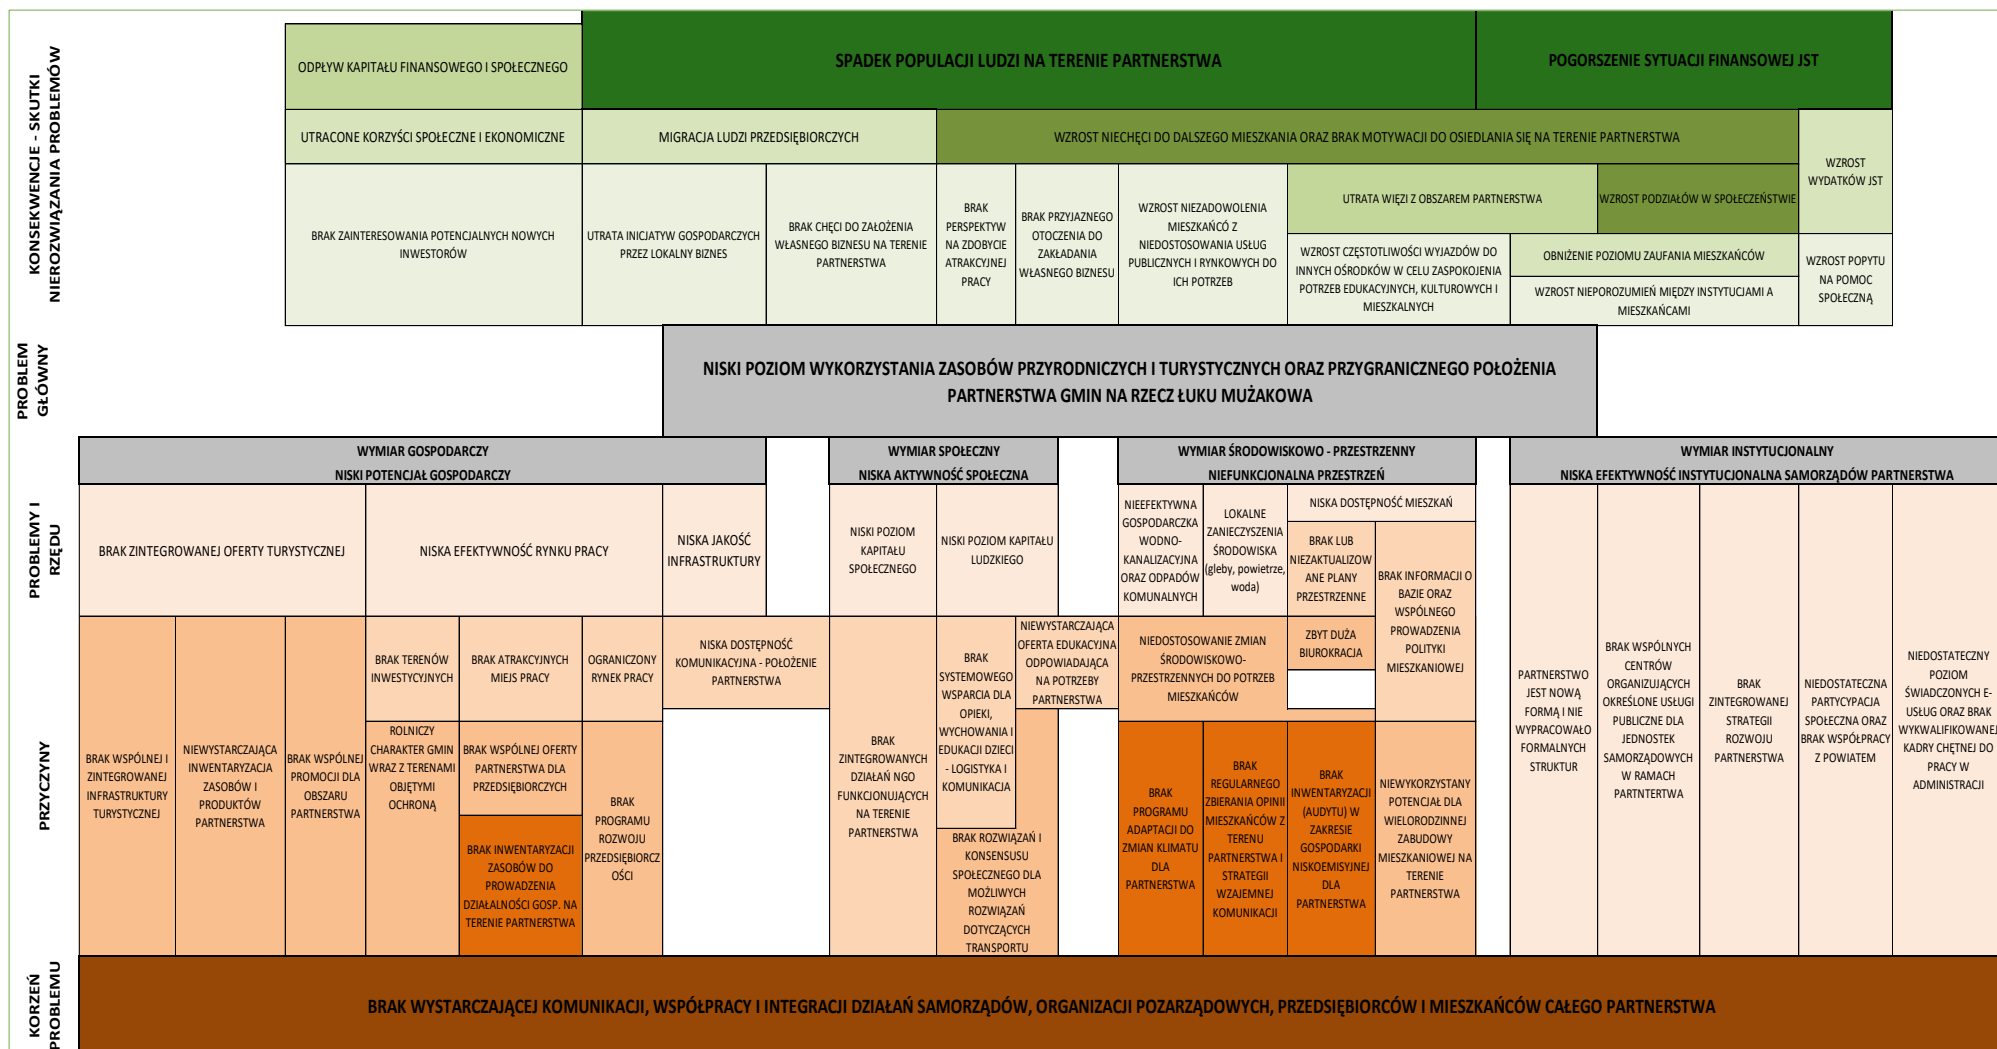 KONSEKWENCJE - SKUTKI
NIEROZWIĄZANIA PROBLEMÓW
ODPŁYW KAPITAŁU FINANSOWEGO I SPOŁECZNEGO
SPADEK POPULACJI LUDZI NA TERENIE PARTNERSTWA
POGORSZENIE SYTUACJI FINANSOWEJ JST
UTRACONE KORZYŚCI SPOŁECZNE I EKONOMICZNE
MIGRACJA LUDZI PRZEDSIĘBIORCZYCH
WZROST NIECHĘCI DO DALSZEGO MIESZKANIA ORAZ BRAK MOTYWACJI DO OSIEDLANIA SIĘ NA TERENIE PARTNERSTWA
WZROST
WYDATKÓW JST
BRAK ZAINTERESOWANIA POTENCJALNYCH NOWYCH
INWESTORÓW
UTRATA INICJATYW GOSPODARCZYCH
PRZEZ LOKALNY BIZNES
BRAK CHĘCI DO ZAŁOŻENIA
WŁASNEGO BIZNESU NA TERENIE
PARTNERSTWA
BRAK
PERSPEKTYW
NA ZDOBYCIE
ATRAKCYJNEJ
PRACY
BRAK PRZYJAZNEGO
OTOCZENIA DO
ZAKŁADANIA
WŁASNEGO BIZNESU
WZROST NIEZADOWOLENIA
MIESZKAŃCÓ Z
NIEDOSTOSOWANIA USŁUG
PUBLICZNYCH I RYNKOWYCH DO
ICH POTRZEB
UTRATA WIĘZI Z OBSZAREM PARTNERSTWA
WZROST PODZIAŁÓW W SPOŁECZEŃSTWIE
WZROST CZĘSTOTLIWOŚCI WYJAZDÓW DO
INNYCH OŚRODKÓW W CELU ZASPOKOJENIA
POTRZEB EDUKACYJNYCH, KULTUROWYCH I
MIESZKALNYCH
OBNIŻENIE POZIOMU ZAUFANIA MIESZKAŃCÓW
WZROST NIEPOROZUMIEŃ MIĘDZY INSTYTUCJAMI A
MIESZKAŃCAMI
WZROST POPYTU
NA POMOC
SPOŁECZNĄ
PROBLEM
GŁÓWNY
NISKI POZIOM WYKORZYSTANIA ZASOBÓW PRZYRODNICZYCH I TURYSTYCZNYCH ORAZ PRZYGRANICZNEGO POŁOŻENIA
PARTNERSTWA GMIN NA RZECZ ŁUKU MUŻAKOWA
WYMIAR GOSPODARCZY
NISKI POTENCJAŁ GOSPODARCZY
WYMIAR SPOŁECZNY
NISKA AKTYWNOŚĆ SPOŁECZNA
WYMIAR ŚRODOWISKOWO - PRZESTRZENNY
NIEFUNKCJONALNA PRZESTRZEŃ
WYMIAR INSTYTUCJONALNY
NISKA EFEKTYWNOŚĆ INSTYTUCJONALNA SAMORZĄDÓW PARTNERSTWA
PROBLEMY I
RZĘDU
BRAK ZINTEGROWANEJ OFERTY TURYSTYCZNEJ
NISKA EFEKTYWNOŚĆ RYNKU PRACY
NISKA JAKOŚĆ
INFRASTRUKTURY
NISKI POZIOM
KAPITAŁU
SPOŁECZNEGO
NISKI POZIOM KAPITAŁU
LUDZKIEGO
NIEEFEKTYWNA
GOSPODARCZKA
WODNO-
KANALIZACYJNA
ORAZ ODPADÓW
KOMUNALNYCH
LOKALNE
ZANIECZYSZENIA
ŚRODOWISKA
(gleby, powietrze,
woda)
NISKA DOSTĘPNOŚĆ MIESZKAŃ
BRAK LUB
NIEZAKTUALIZOW
ANE PLANY
PRZESTRZENNE
BRAK INFORMACJI O
BAZIE ORAZ
WSPÓLNEGO
PROWADZENIA
POLITYKI
MIESZKANIOWEJ
PRZYCZYNY
BRAK WSPÓLNEJ I
ZINTEGROWANEJ
INFRASTRUKTURY
TURYSTYCZNEJ
NIEWYSTARCZAJĄCA
INWENTARYZACJA
ZASOBÓW I
PRODUKTÓW
PARTNERSTWA
BRAK WSPÓLNEJ
PROMOCJI DLA
OBSZARU
PARTNERSTWA
BRAK TERENÓW
INWESTYCYJNYCH
ROLNICZY
CHARAKTER GMIN
WRAZ Z TERENAMI
OBJĘTYMI
OCHRONĄ
BRAK ATRAKCYJNYCH
MIEJS PRACY
BRAK WSPÓLNEJ OFERTY
PARTNERSTWA DLA
PRZEDSIĘBIORCZYCH
BRAK INWENTARYZACJI
ZASOBÓW DO
PROWADZENIA
DZIAŁALNOŚCI GOSP. NA
TERENIE PARTNERSTWA
OGRANICZONY
RYNEK PRACY
BRAK
PROGRAMU
ROZWOJU
PRZEDSIĘBIORCZ
OŚCI
NISKA DOSTĘPNOŚĆ
KOMUNIKACYJNA - POŁOŻENIE
PARTNERSTWA
BRAK
ZINTEGROWANYCH
DZIAŁAŃ NGO
FUNKCJONUJĄCYCH
NA TERENIE
PARTNERSTWA
BRAK
SYSTEMOWEGO
WSPARCIA DLA
OPIEKI,
WYCHOWANIA I
EDUKACJI DZIECI
- LOGISTYKA I
KOMUNIKACJA
NIEWYSTARCZAJĄCA
OFERTA EDUKACYJNA
ODPOWIADAJĄCA
NA POTRZEBY
PARTNERSTWA
BRAK ROZWIĄZAŃ I
KONSENSUSU
SPOŁECZNEGO DLA
MOŻLIWYCH
ROZWIĄZAŃ
DOTYCZĄCYCH
TRANSPORTU
NIEDOSTOSOWANIE ZMIAN
ŚRODOWISKOWO-
PRZESTRZENNYCH DO POTRZEB
MIESZKAŃCÓW
ZBYT DUŻA
BIUROKRACJA
BRAK
PROGRAMU
ADAPTACJI DO
ZMIAN KLIMATU
DLA
PARTNERSTWA
BRAK
REGULARNEGO
ZBIERANIA OPINII
MIESZKAŃCÓW Z
TERENU
PARTNERSTWA I
STRATEGII
WZAJEMNEJ
KOMUNIKACJI
BRAK
INWENTARYZACJI
(AUDYTU) W
ZAKRESIE
GOSPODARKI
NISKOEMISYJNEJ
DLA
PARTNERSTWA
NIEWYKORZYSTANY
POTENCJAŁ DLA
WIELORODZINNEJ
ZABUDOWY
MIESZKANIOWEJ NA
TERENIE
PARTNERSTWA
PARTNERSTWO
JEST NOWĄ
FORMĄ I NIE
WYPRACOWAŁO
FORMALNYCH
STRUKTUR
BRAK WSPÓLNYCH
CENTRÓW
ORGANIZUJĄCYCH
OKREŚLONE USŁUGI
PUBLICZNE DLA
JEDNOSTEK
SAMORZĄDOWYCH
W RAMACH
PARTNTERTWA
BRAK
ZINTEGROWANEJ
STRATEGII
ROZWOJU
PARTNERSTWA
NIEDOSTATECZNA
PARTYCYPACJA
SPOŁECZNA ORAZ
BRAK WSPÓŁPRACY
Z POWIATEM
NIEDOSTATECZNY
POZIOM
ŚWIADCZONYCH E-
USŁUG ORAZ BRAK
WYKWALIFIKOWANEJ
KADRY CHĘTNEJ DO
PRACY W
ADMINISTRACJI
KORZEŃ
PROBLEMU
BRAK WYSTARCZAJĄCEJ KOMUNIKACJI, WSPÓŁPRACY I INTEGRACJI DZIAŁAŃ SAMORZĄDÓW, ORGANIZACJI POZARZĄDOWYCH, PRZEDSIĘBIORCÓW I MIESZKAŃCÓW CAŁEGO PARTNERSTWA